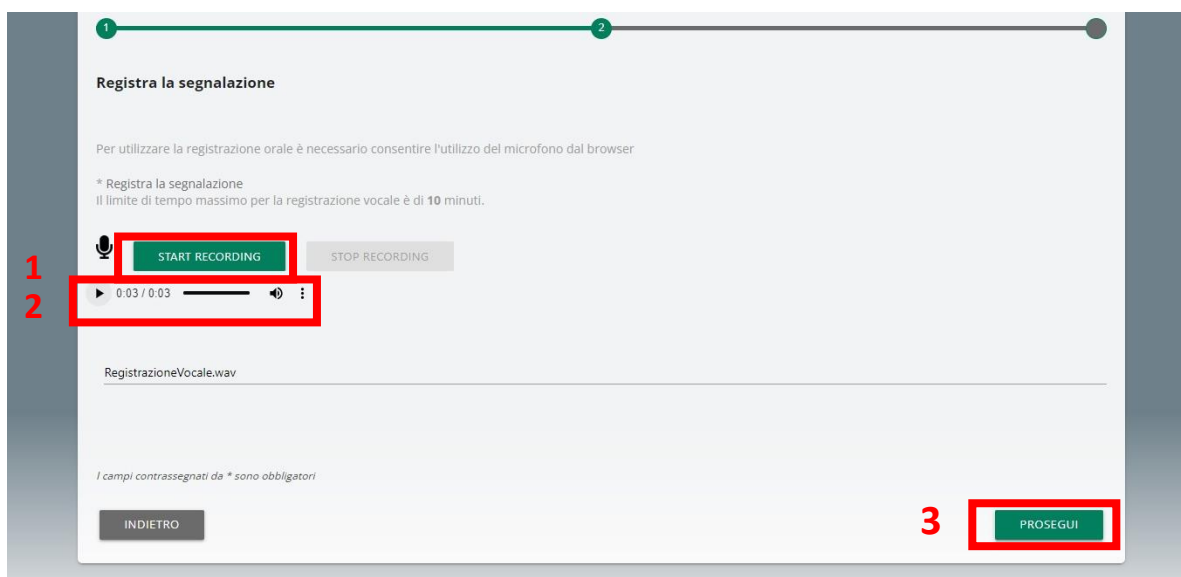 1 2
Registra la segnalazione
Per utilizzare la registrazione orale è necessario consentire l'utilizzo del microfono dal browser
* Registra la segnalazione
Il limite di tempo massimo per la registrazione vocale è di 10 minuti.
1 START RECORDING STOP RECORDING
2 0:03 / 0:03
RegistrazioneVocale.wav
I campi contrassegnati da * sono obbligatori
INDIETRO 3 PROSEGUI